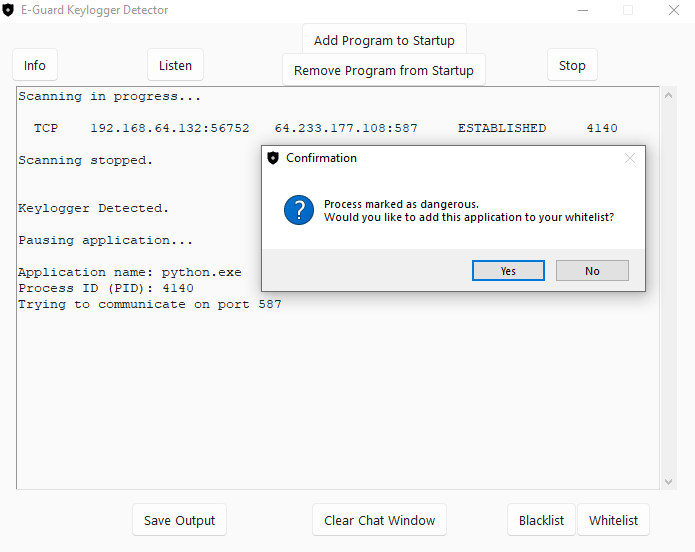 E-Guard Keylogger Detector
Add Program to Startup
Info
Listen
Remove Program from Startup
Stop
Scanning in progress...
TCP    192.168.64.132:56752   64.233.177.108:587     ESTABLISHED     4140
Scanning stopped.
Keylogger Detected.
Pausing application...
Application name: python.exe
Process ID (PID): 4140
Trying to communicate on port 587
Confirmation
Process marked as dangerous.
Would you like to add this application to your whitelist?
Yes
No
Save Output
Clear Chat Window
Blacklist
Whitelist